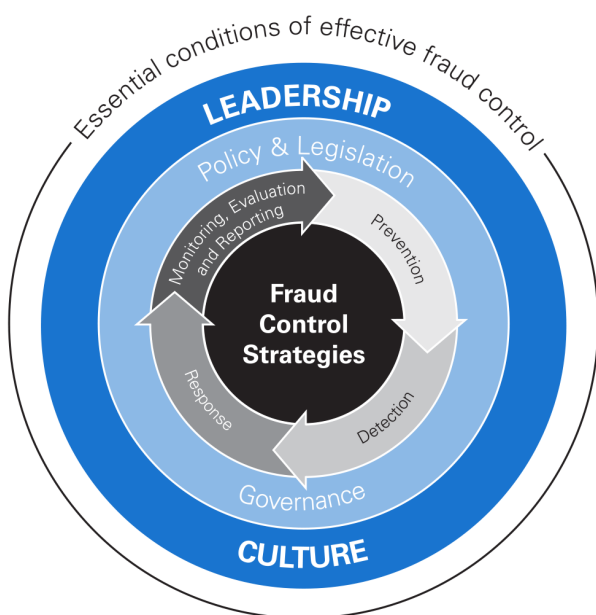 Essential conditions of effective fraud control
LEADERSHIP
Policy & Legislation
Monitoring, Evaluation
and Reporting
Prevention
Fraud
Control
Strategies
Response
Detection
Governance
CULTURE